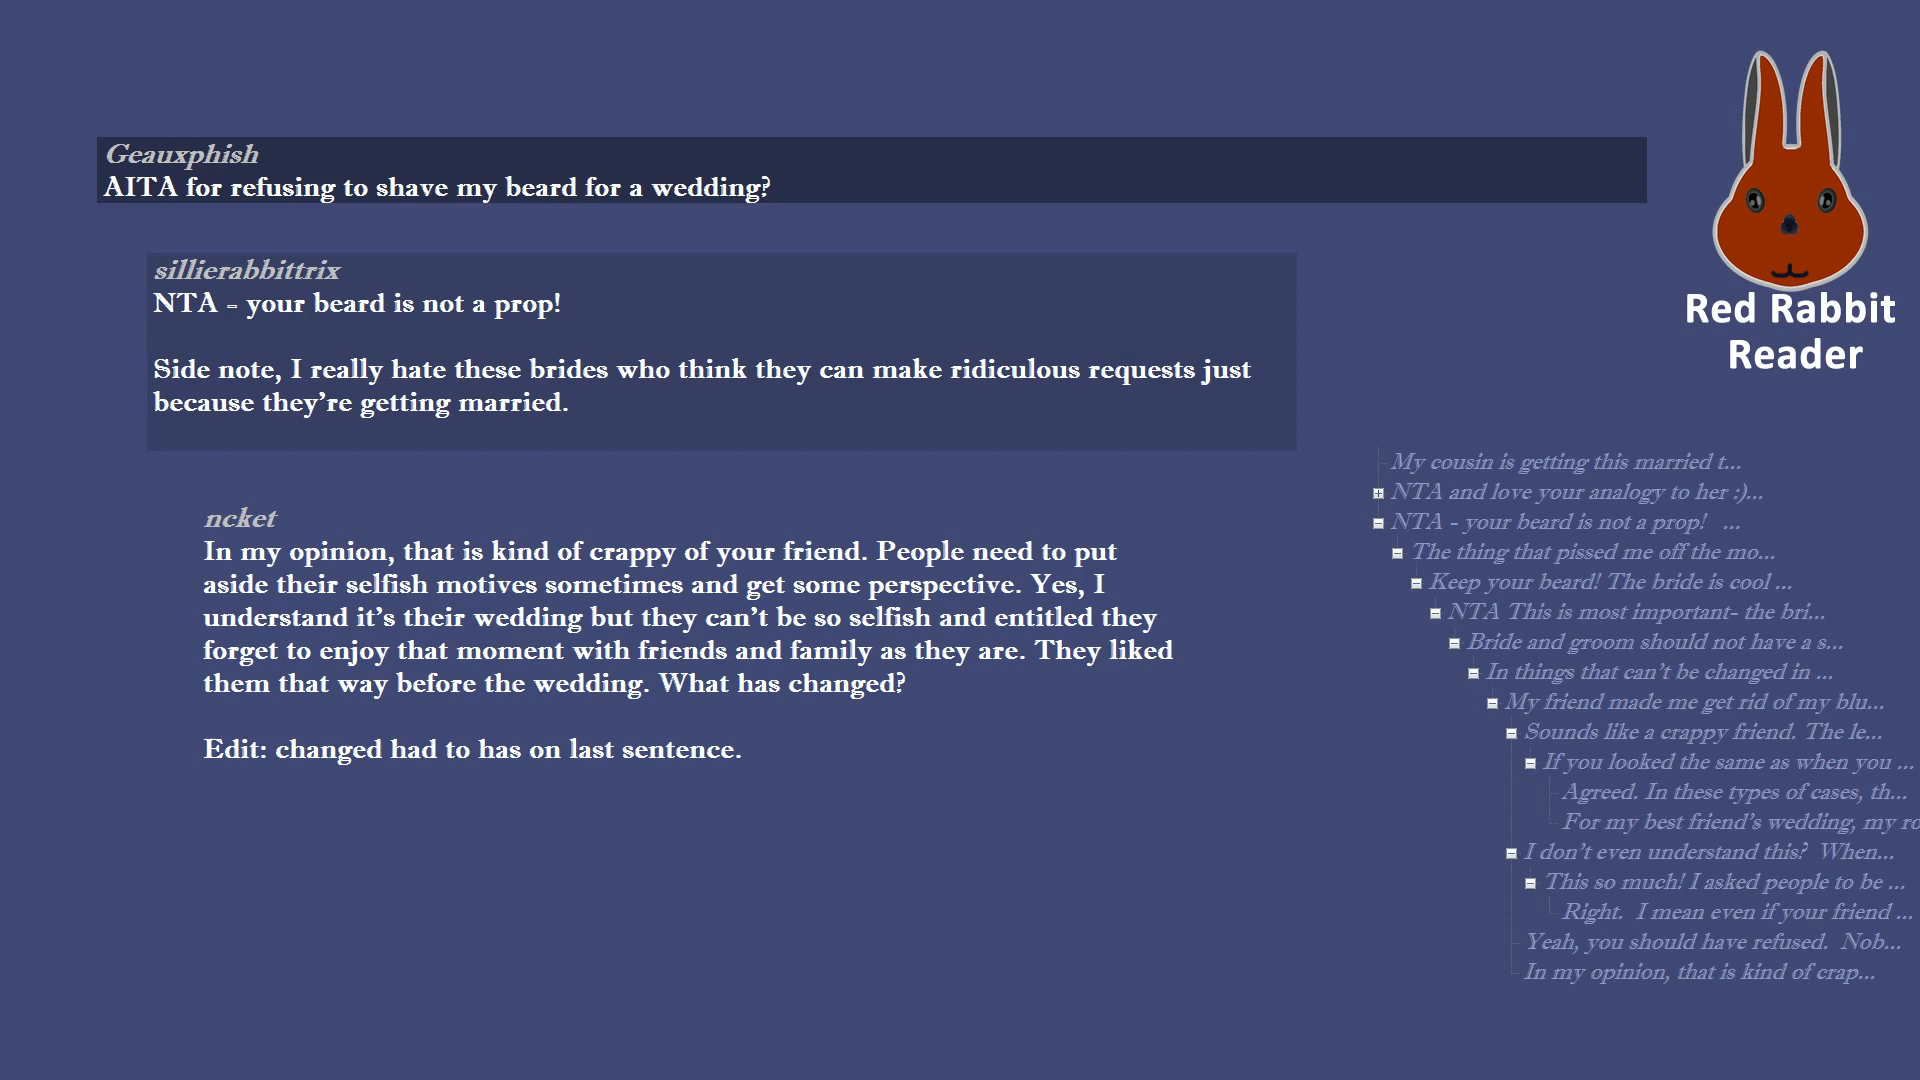 Geauxphish
AITA for refusing to shave my beard for a wedding?
sillierabbittrix
NTA - your beard is not a prop!
Side note, I really hate these brides who think they can make ridiculous requests just
because they're getting married.
ncket
In my opinion, that is kind of crappy of your friend. People need to put
aside their selfish motives sometimes and get some perspective. Yes, I
understand it's their wedding but they can't be so selfish and entitled they
forget to enjoy that moment with friends and family as they are. They liked
them that way before the wedding. What has changed?
Edit: changed had to has on last sentence.
Red Rabbit
Reader
My cousin is getting this married t...
NTA and love your analogy to her :)...
NTA - your beard is not a prop!   ...
The thing that pissed me off the mo...
Keep your beard! The bride is cool ...
NTA This is most important- the bri...
Bride and groom should not have a s...
In things that can't be changed in ...
My friend made me get rid of my blu...
Sounds like a crappy friend. The le...
If you looked the same as when you ...
Agreed. In these types of cases, th...
For my best friend's wedding, my ro
I don't even understand this?  When...
This so much! I asked people to be ...
Right.  I mean even if your friend ...
Yeah, you should have refused.  Nob...
In my opinion, that is kind of crap...